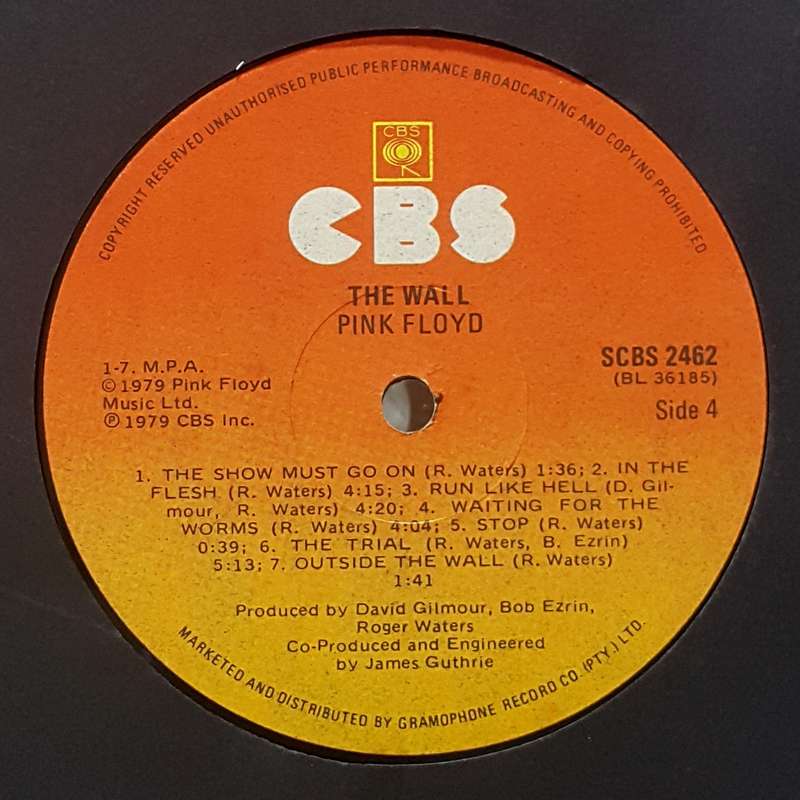 COPYRIGHT RESERVED UNAUTHORISED PUBLIC PERFORMANCE BROADCASTING AND COPYING PROHIBITED
CBS
CBS
THE WALL
PINK FLOYD
1-7. M.P.A.
© 1979 Pink Floyd
Music Ltd.
℗ 1979 CBS Inc.
SCBS 2462
(BL 36185)
Side 4
1. THE SHOW MUST GO ON (R. Waters) 1:36; 2. IN THE
FLESH (R. Waters) 4:15; 3. RUN LIKE HELL (D. Gil-
mour, R. Waters) 4:20; 4. WAITING FOR THE
WORMS (R. Waters) 4:04; 5. STOP (R. Waters)
0:39; 6. THE TRIAL (R. Waters, B. Ezrin)
5:13; 7. OUTSIDE THE WALL (R. Waters)
1:41
Produced by David Gilmour, Bob Ezrin,
Roger Waters
Co-Produced and Engineered
by James Guthrie
MARKETED AND DISTRIBUTED BY GRAMOPHONE RECORD CO. (PTY.) LTD.